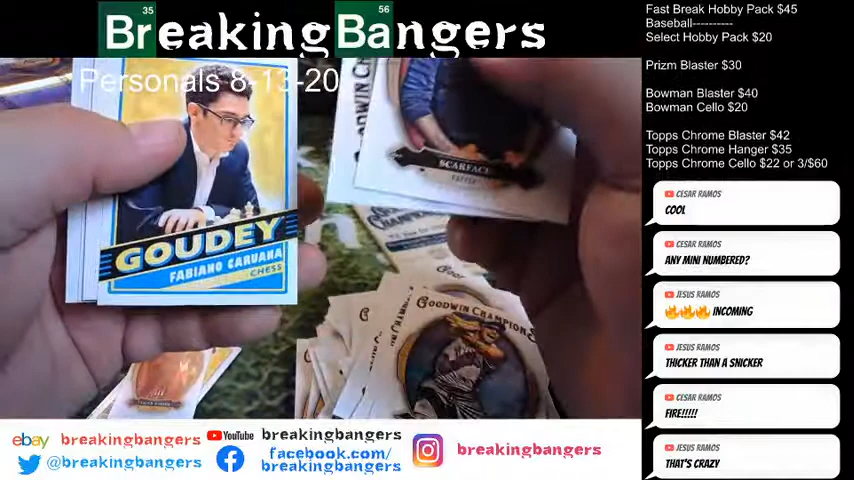 35
56
BreakingBangers
Personals 8-13-20
Fast Break Hobby Pack $45
Baseball----------
Select Hobby Pack $20
Prizm Blaster $30
Bowman Blaster $40
Bowman Cello $20
Topps Chrome Blaster $42
Topps Chrome Hanger $35
Topps Chrome Cello $22 or 3/$60
CESAR RAMOS
COOL
CESAR RAMOS
ANY MINI NUMBERED?
JESUS RAMOS
🔥🔥🔥 INCOMING
JESUS RAMOS
THICKER THAN A SNICKER
CESAR RAMOS
FIRE!!!!!
JESUS RAMOS
THAT'S CRAZY
GOUDEY
FABIANO CARUANA
CHESS
SCARFACE
GOODWIN CHAMPIONS
ebay breakingbangers
YouTube breakingbangers
@breakingbangers
facebook.com/
breakingbangers
breakingbangers